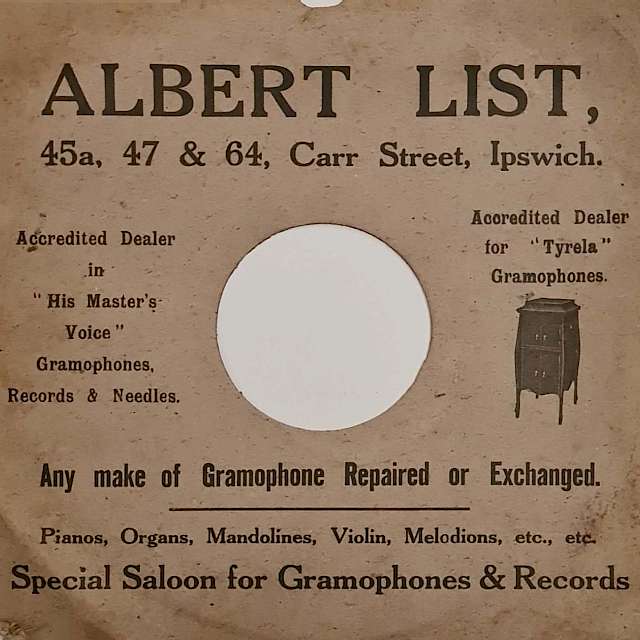 ALBERT LIST,
45a, 47 & 64, Carr Street, Ipswich.
Accredited Dealer
in
"His Master's
Voice"
Gramophones,
Records & Needles.
Accredited Dealer
for "Tyrela"
Gramophones.
Any make of Gramophone Repaired or Exchanged.
Pianos, Organs, Mandolines, Violin, Melodions, etc., etc.
Special Saloon for Gramophones & Records